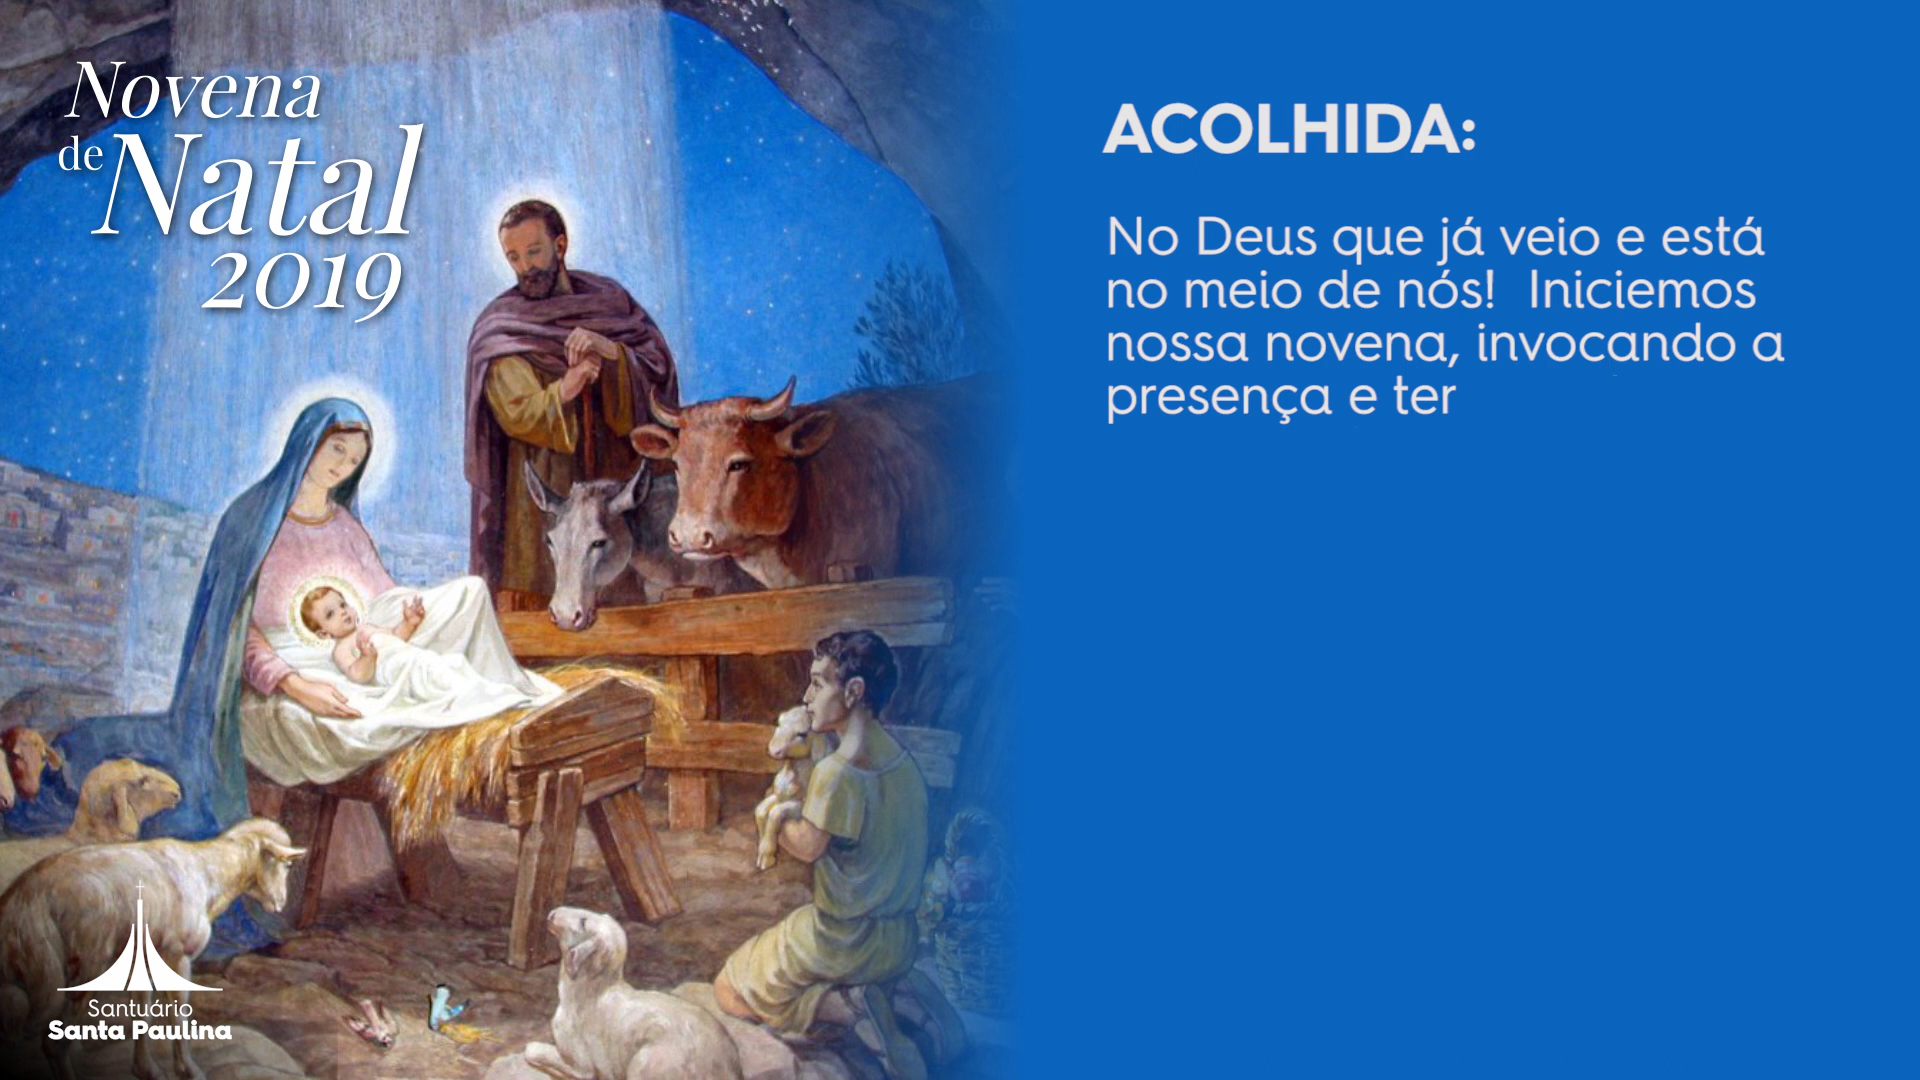 Novena
de Natal
2019
Santuário
Santa Paulina
ACOLHIDA:
No Deus que já veio e está
no meio de nós!  Iniciemos
nossa novena, invocando a
presença e ter